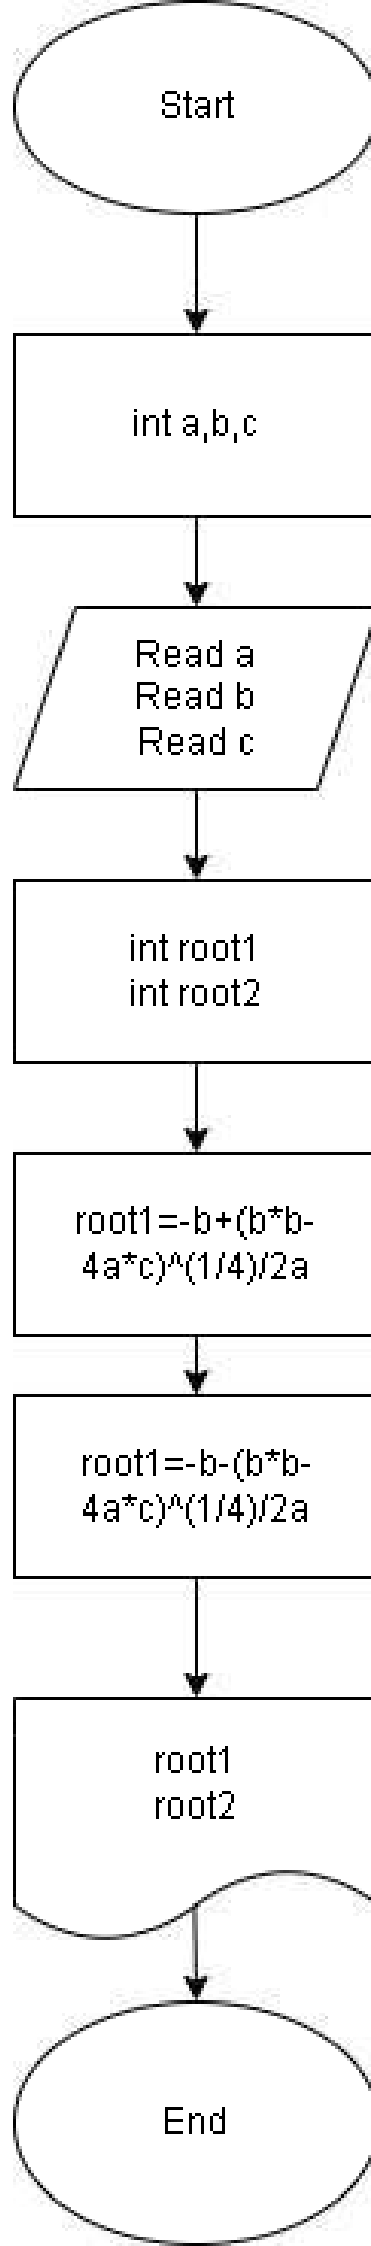 Start
int a,b,c
Read a
Read b
Read c
int root1
int root2
root1=-b+(b*b-
4a*c)^(1/4)/2a
root1=-b-(b*b-
4a*c)^(1/4)/2a
root1
root2
End